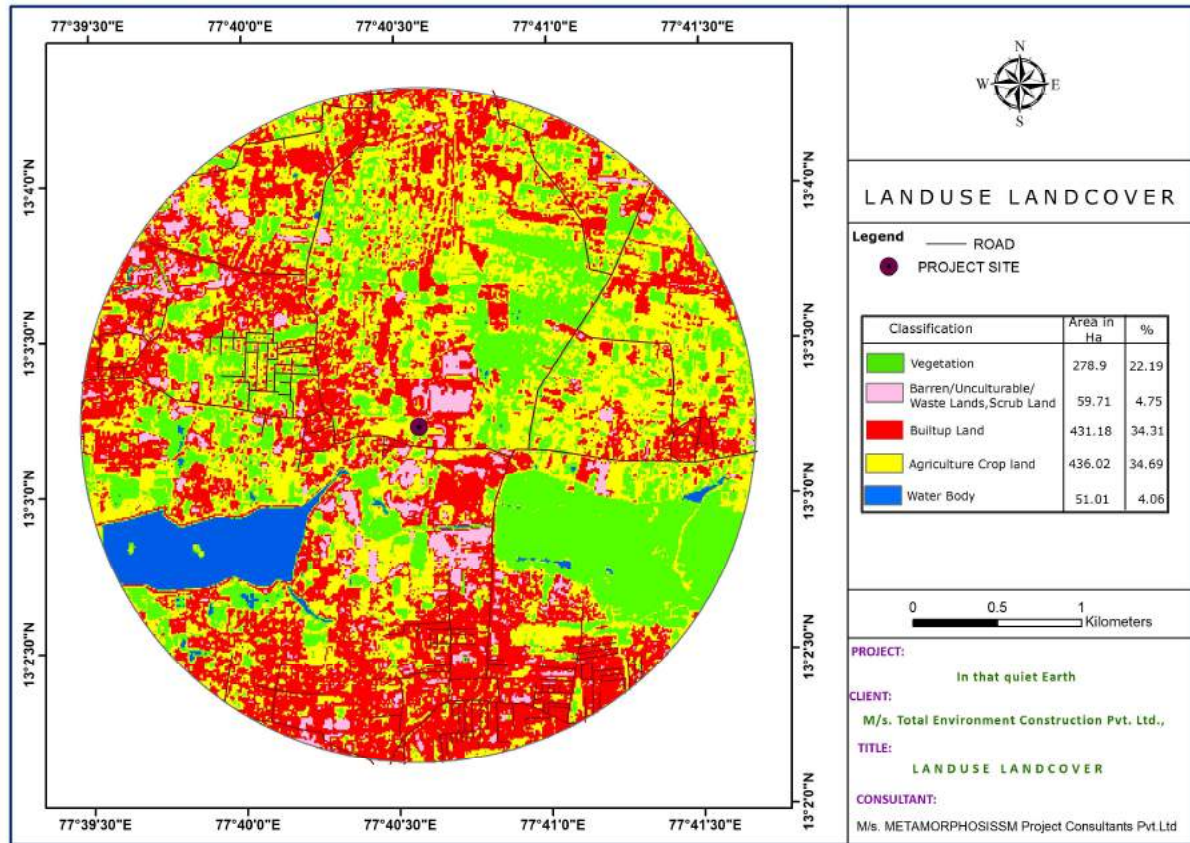 77°39'30"E 77°40'0"E 77°40'30"E 77°41'0"E 77°41'30"E
13°4'0"N 13°4'0"N
13°3'30"N 13°3'30"N
13°3'0"N 13°3'0"N
13°2'30"N 13°2'30"N
13°2'0"N
77°39'30"E 77°40'0"E 77°40'30"E 77°41'0"E 77°41'30"E
N
W E
S
LANDUSE LANDCOVER
Legend
ROAD
PROJECT SITE
Classification Area in Ha %
Vegetation 278.9 22.19
Barren/Unculturable/
Waste Lands,Scrub Land 59.71 4.75
Builtup Land 431.18 34.31
Agriculture Crop land 436.02 34.69
Water Body 51.01 4.06
0 0.5 1
Kilometers
PROJECT:
In that quiet Earth
CLIENT:
M/s. Total Environment Construction Pvt. Ltd.,
TITLE:
LANDUSE LANDCOVER
CONSULTANT:
M/s. METAMORPHOSISSM Project Consultants Pvt.Ltd